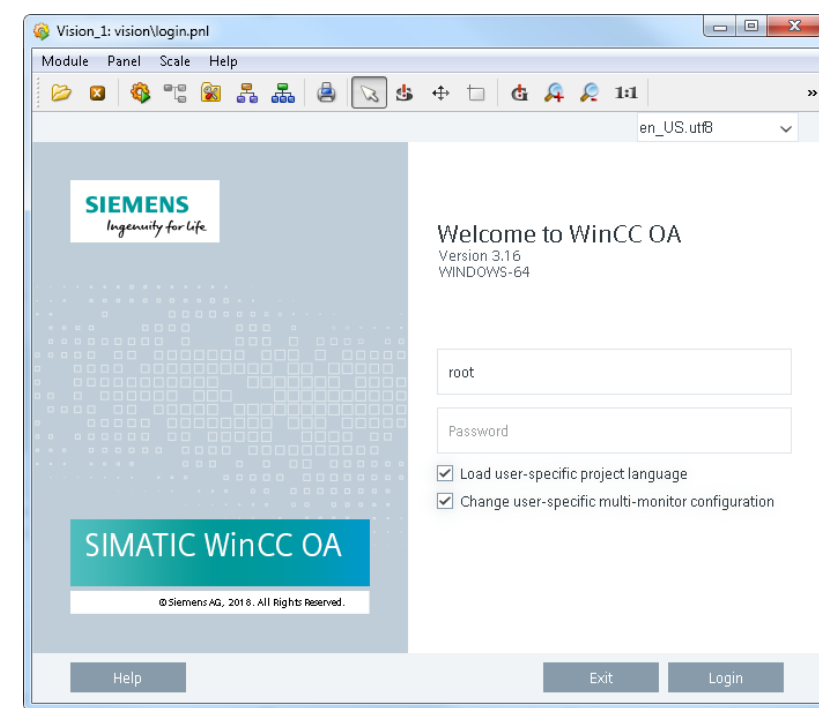 Vision_1: vision\login.pnl
Module Panel Scale Help
1:1 »
en_US.utf8
SIEMENS
Ingenuity for life
Welcome to WinCC OA
Version 3.16
WINDOWS-64
root
Password
Load user-specific project language
Change user-specific multi-monitor configuration
SIMATIC WinCC OA
© Siemens AG, 2018. All Rights Reserved.
Help Exit Login